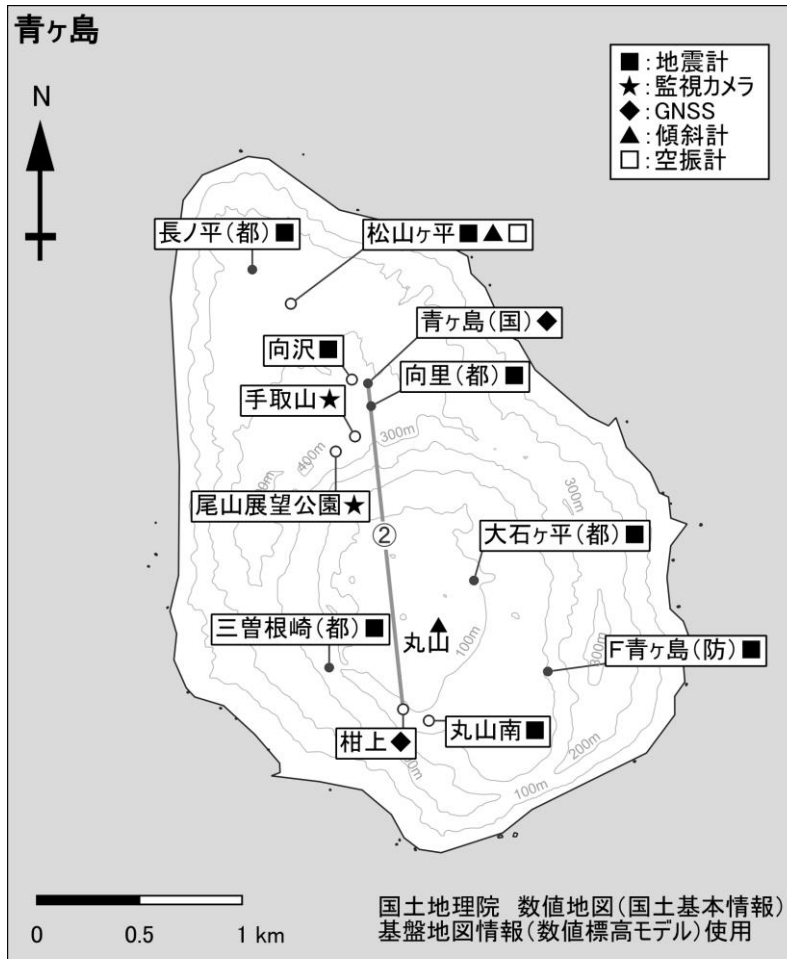 青ヶ島
N
■:地震計
★:監視カメラ
◆:GNSS
▲:傾斜計
□:空振計
長ノ平(都)■
松山ヶ平■▲□
青ヶ島(国)◆
向沢■
向里(都)■
手取山★
300m
400m
300m
尾山展望公園★
②
大石ヶ平(都)■
三曽根崎(都)■
丸山
100m
F青ヶ島(防)■
300m
柑上◆
丸山南■
200m
100m
0 0.5 1 km
国土地理院 数値地図(国土基本情報)
基盤地図情報(数値標高モデル)使用